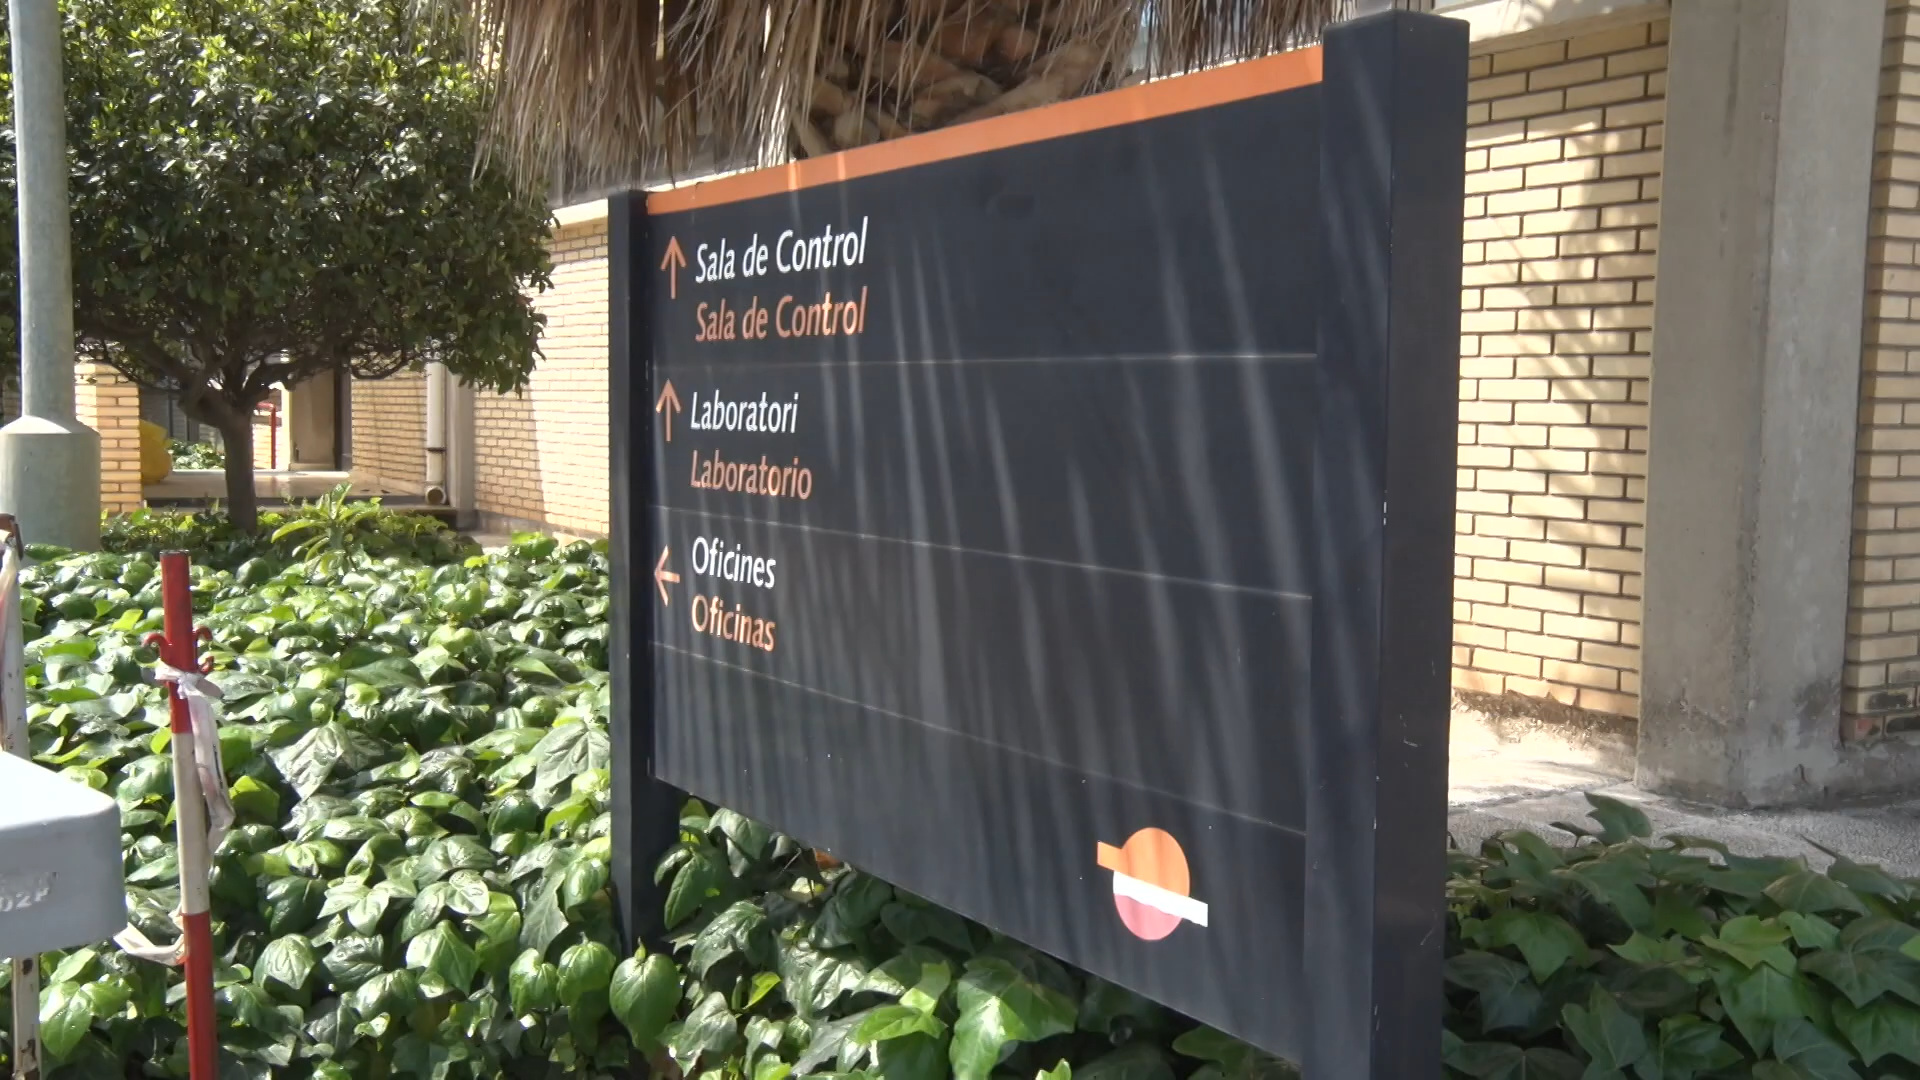 Sala de Control
Sala de Control
Laboratori
Laboratorio
Oficines
Oficinas